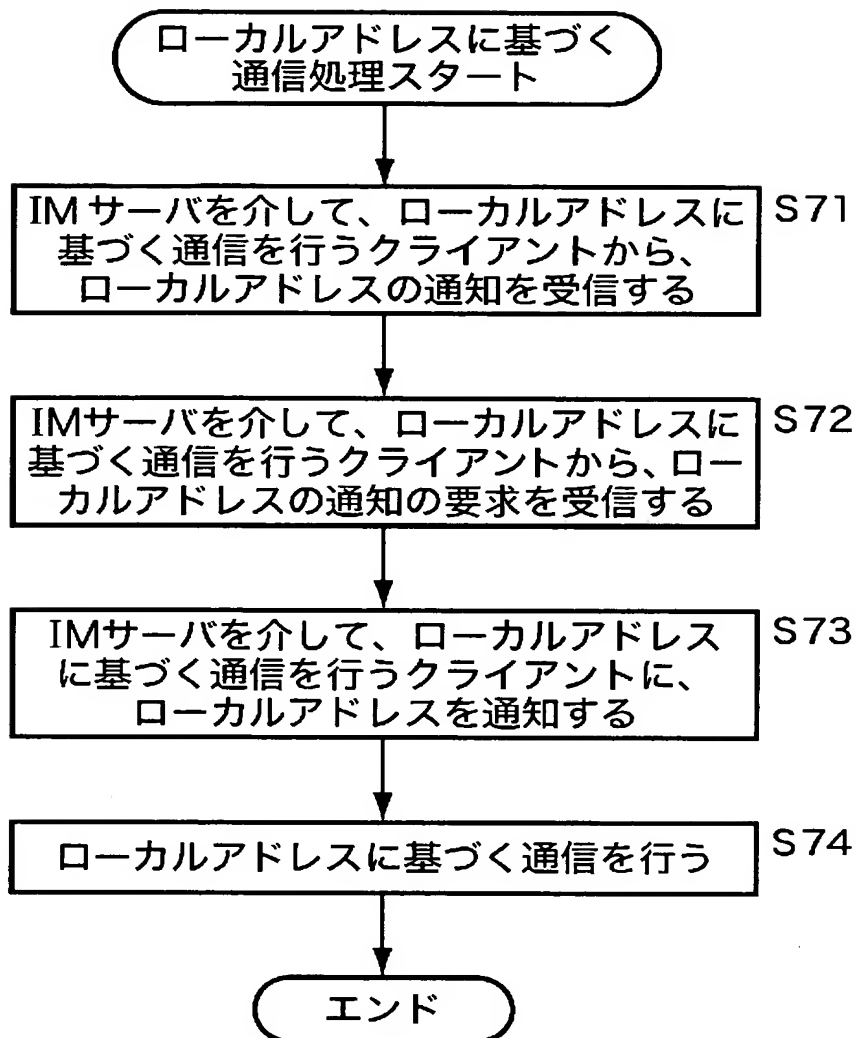 ローカルアドレスに基づく
通信処理スタート
IM サーバを介して、ローカルアドレスに
基づく通信を行うクライアントから、
ローカルアドレスの通知を受信する
S71
IMサーバを介して、ローカルアドレスに
基づく通信を行うクライアントから、ロー
カルアドレスの通知の要求を受信する
S72
IMサーバを介して、ローカルアドレス
に基づく通信を行うクライアントに、
ローカルアドレスを通知する
S73
ローカルアドレスに基づく通信を行う
S74
エンド